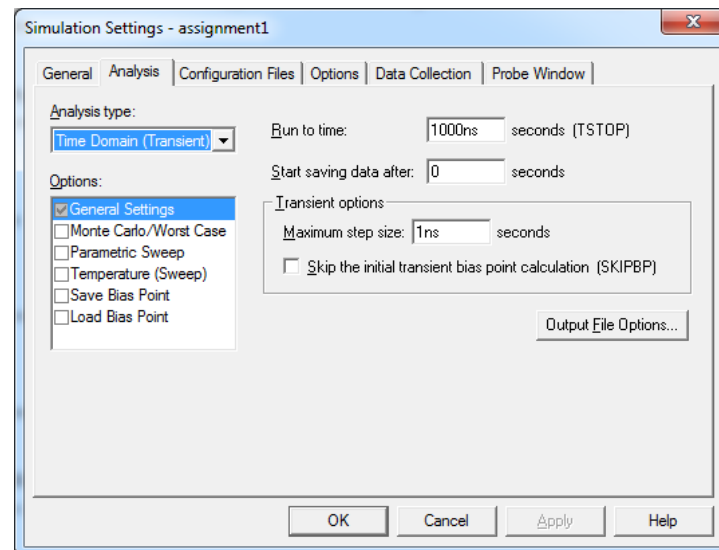 Simulation Settings - assignment1
General Analysis Configuration Files Options Data Collection Probe Window
Analysis type:
Time Domain (Transient)
Options:
General Settings
Monte Carlo/Worst Case
Parametric Sweep
Temperature (Sweep)
Save Bias Point
Load Bias Point
Run to time: 1000ns seconds (TSTOP)
Start saving data after: 0 seconds
Transient options
Maximum step size: 1ns seconds
Skip the initial transient bias point calculation (SKIPBP)
Output File Options...
OK Cancel Apply Help